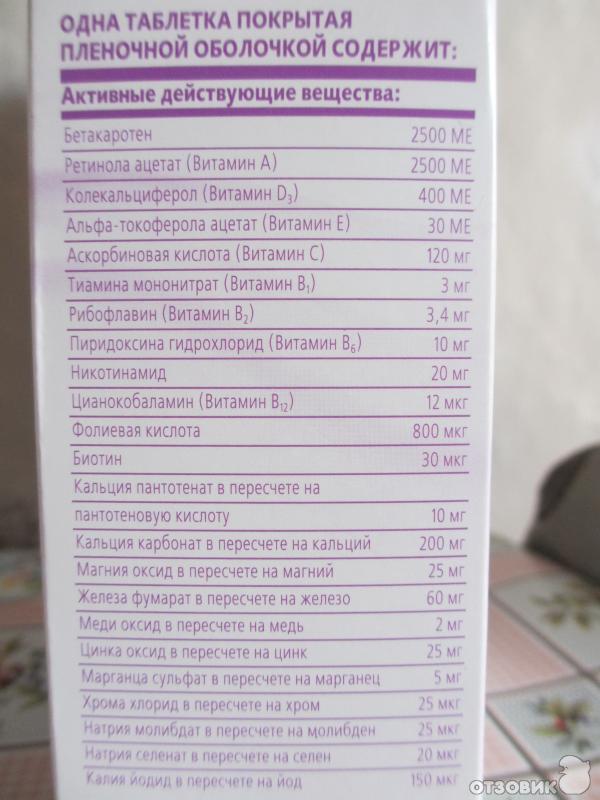 ОДНА ТАБЛЕТКА ПОКРЫТАЯ
ПЛЕНОЧНОЙ ОБОЛОЧКОЙ СОДЕРЖИТ:
Активные действующие вещества:
Бетакаротен 2500 МЕ
Ретинола ацетат (Витамин А) 2500 МЕ
Колекальциферол (Витамин D₃) 400 МЕ
Альфа-токоферола ацетат (Витамин Е) 30 МЕ
Аскорбиновая кислота (Витамин С) 120 мг
Тиамина мононитрат (Витамин В₁) 3 мг
Рибофлавин (Витамин В₂) 3,4 мг
Пиридоксина гидрохлорид (Витамин В₆) 10 мг
Никотинамид 20 мг
Цианокобаламин (Витамин В₁₂) 12 мкг
Фолиевая кислота 800 мкг
Биотин 30 мкг
Кальция пантотенат в пересчете на
пантотеновую кислоту 10 мг
Кальция карбонат в пересчете на кальций 200 мг
Магния оксид в пересчете на магний 25 мг
Железа фумарат в пересчете на железо 60 мг
Меди оксид в пересчете на медь 2 мг
Цинка оксид в пересчете на цинк 25 мг
Марганца сульфат в пересчете на марганец 5 мг
Хрома хлорид в пересчете на хром 25 мкг
Натрия молибдат в пересчете на молибден 25 мкг
Натрия селенат в пересчете на селен 20 мкг
Калия йодид в пересчете на йод 150 мкг
ОТЗОВИК